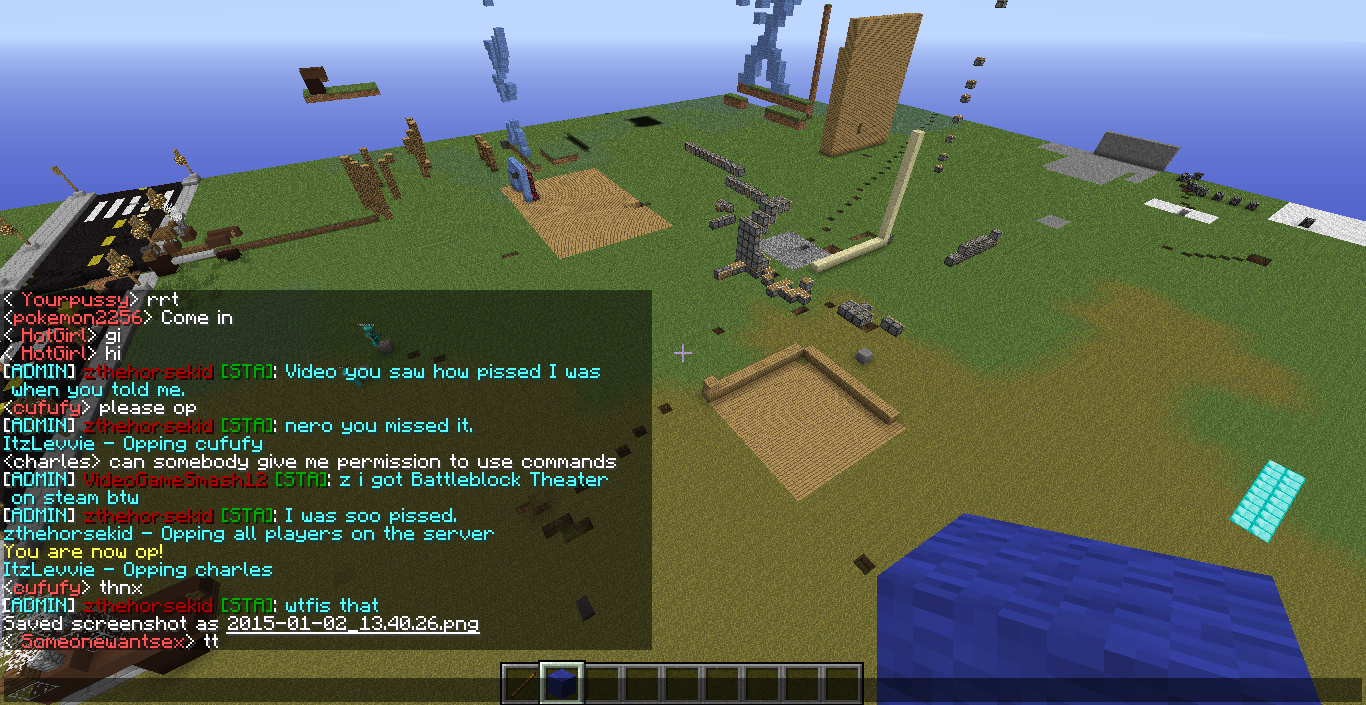 < Yourpussy> rrt
<pokemon2256> Come in
< HotGirl> gi
< HotGirl> hi
[ADMIN] zthehorsekid [STA]: Video you saw how pissed I was
when you told me.
<cufufy> please op
[ADMIN] zthehorsekid [STA]: nero you missed it.
ItzLevvie - Opping cufufy
<charles> can somebody give me permission to use commands
[ADMIN] VideoGameSmash12 [STA]: z i got Battleblock Theater
on steam btw
[ADMIN] zthehorsekid [STA]: I was soo pissed.
zthehorsekid - Opping all players on the server
You are now op!
ItzLevvie - Opping charles
<cufufy> thnx
[ADMIN] zthehorsekid [STA]: wtfis that
Saved screenshot as 2015-01-02_13.40.26.png
< Someonewantsex> tt